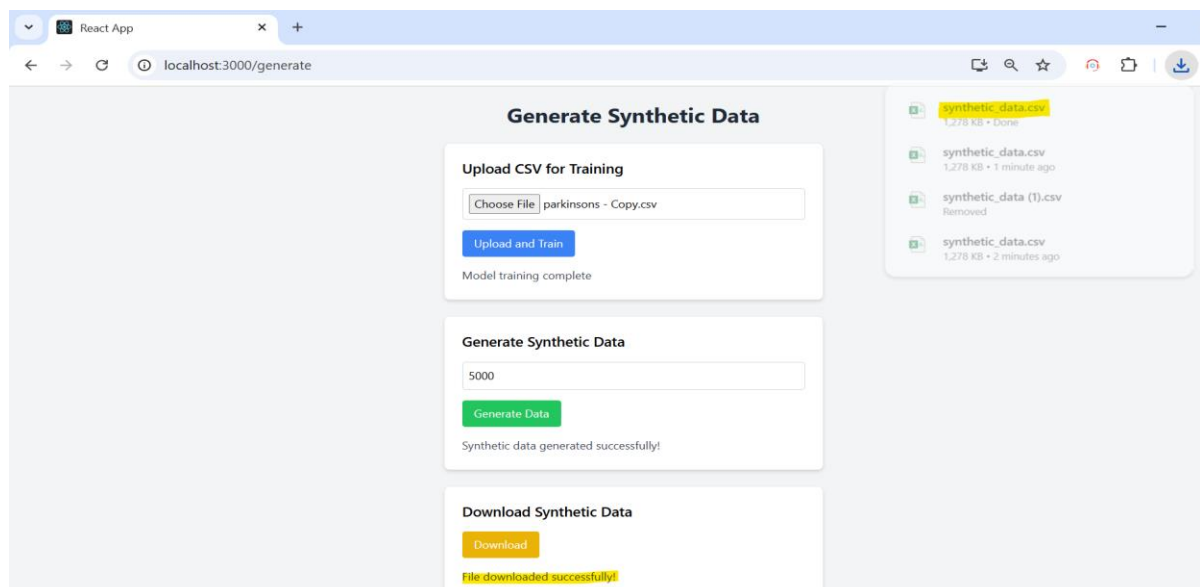 React App
localhost:3000/generate
Generate Synthetic Data
Upload CSV for Training
Choose File parkinsons - Copy.csv
Upload and Train
Model training complete
Generate Synthetic Data
5000
Generate Data
Synthetic data generated successfully!
Download Synthetic Data
Download
File downloaded successfully!
synthetic_data.csv
1,278 KB • Done
synthetic_data.csv
1,278 KB • 1 minute ago
synthetic_data (1).csv
Removed
synthetic_data.csv
1,278 KB • 2 minutes ago